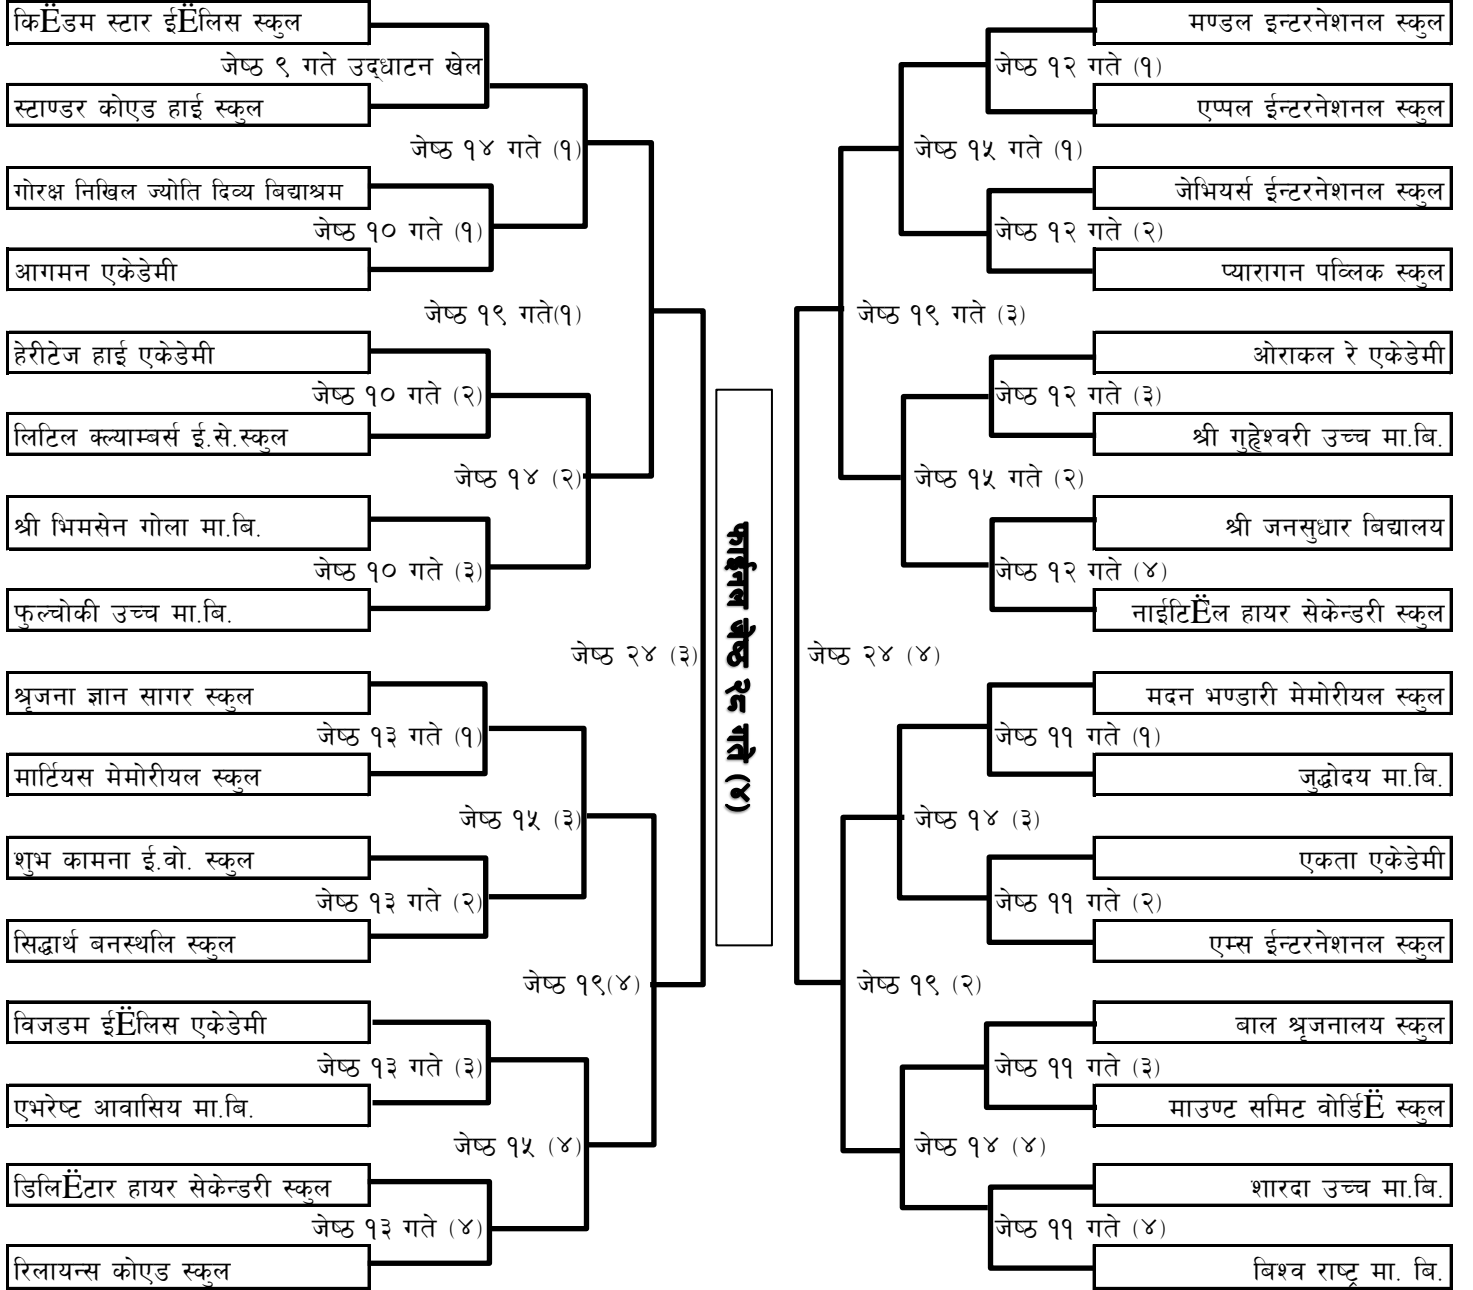 किËडम स्टार ईËलिस स्कुल
जेष्ठ ९ गते उद्धाटन खेल
स्टाण्डर कोएड हाई स्कुल
जेष्ठ १४ गते (१)
गोरक्ष निखिल ज्योति दिव्य बिद्याश्रम
जेष्ठ १० गते (१)
आगमन एकेडेमी
जेष्ठ १९ गते(१)
हेरीटेज हाई एकेडेमी
जेष्ठ १० गते (२)
लिटिल क्ल्याम्बर्स ई.से.स्कुल
जेष्ठ १४ (२)
श्री भिमसेन गोला मा.बि.
जेष्ठ १० गते (३)
फुल्चोकी उच्च मा.बि.
जेष्ठ २४ (३)
श्रृजना ज्ञान सागर स्कुल
जेष्ठ १३ गते (१)
मार्टियस मेमोरीयल स्कुल
जेष्ठ १५ (३)
शुभ कामना ई.वो. स्कुल
जेष्ठ १३ गते (२)
सिद्धार्थ बनस्थलि स्कुल
जेष्ठ १९(४)
विजडम ईËलिस एकेडेमी
जेष्ठ १३ गते (३)
एभरेष्ट आवासिय मा.बि.
जेष्ठ १५ (४)
डिलिËटार हायर सेकेन्डरी स्कुल
जेष्ठ १३ गते (४)
रिलायन्स कोएड स्कुल
फाईनल जेष्ठ २८ गते (४)
मण्डल इन्टरनेशनल स्कुल
जेष्ठ १२ गते (१)
एप्पल ईन्टरनेशनल स्कुल
जेष्ठ १५ गते (१)
जेभियर्स ईन्टरनेशनल स्कुल
जेष्ठ १२ गते (२)
प्यारागन पव्लिक स्कुल
जेष्ठ १९ गते (३)
ओराकल रे एकेडेमी
जेष्ठ १२ गते (३)
श्री गुह्येश्वरी उच्च मा.बि.
जेष्ठ १५ गते (२)
श्री जनसुधार बिद्यालय
जेष्ठ १२ गते (४)
नाईटिËल हायर सेकेन्डरी स्कुल
जेष्ठ २४ (४)
मदन भण्डारी मेमोरीयल स्कुल
जेष्ठ ११ गते (१)
जुद्धोदय मा.बि.
जेष्ठ १४ (३)
एकता एकेडेमी
जेष्ठ ११ गते (२)
एम्स ईन्टरनेशनल स्कुल
जेष्ठ १९ (२)
बाल श्रृजनालय स्कुल
जेष्ठ ११ गते (३)
माउण्ट समिट वोर्डिË स्कुल
जेष्ठ १४ (४)
शारदा उच्च मा.बि.
जेष्ठ ११ गते (४)
बिश्व राष्ट्र मा. बि.